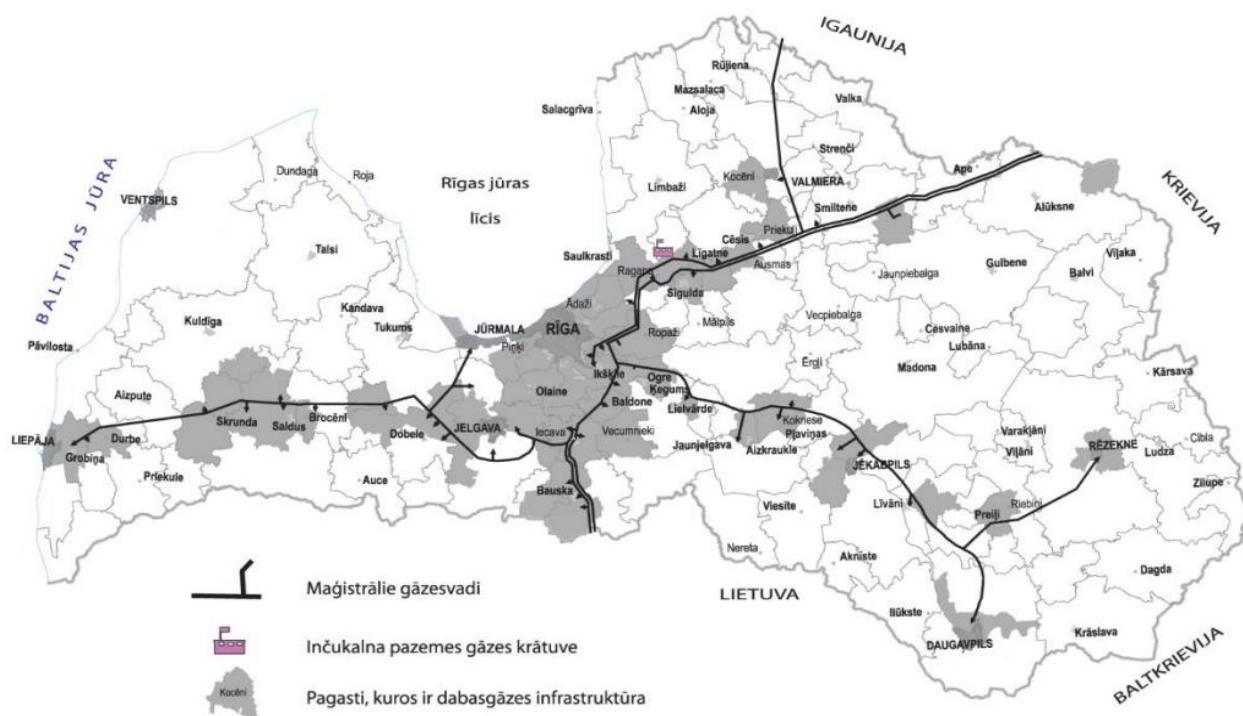 IGAUNIJA
Rūjiena
Mazsalaca
Aloja
Valka
Salacgrīva
Strenči
BALTIJAS JŪRA
Dundaga
Roja
Rīgas jūras
līcis
Limbaži
Kocēni
VALMIERA
Ape
KRIEVIJA
VENTSPILS
Smiltene
Alūksne
Talsi
Saulkrasti
Cēsis
Priekuļi
Līgatne
Ausmas
Ragana
Sigulda
Jaunpiebalga
Gulbene
Balvi
Viļaka
Kuldīga
Kandava
Tukums
Ādaži
JŪRMALA
RĪGA
Piņķi
Ropaži
Mālpils
Vecpiebalga
Cesvaine
Lubāna
Pāvilosta
Ērgļi
Madona
Kārsava
Aizpute
Ikšķile
Ogre
Ķegums
Olaine
Baldone
Lielvārde
Skrunda
Saldus
Brocēni
Dobele
JELGAVA
Iecava
Vecumnieki
Jaunjelgava
Koknese
Pļaviņas
Aizkraukle
Varakļāni
Viļāni
RĒZEKNE
Cibla
Ludza
LIEPĀJA
Durbe
Grobiņa
Priekule
Auce
Bauska
JĒKABPILS
Zilupe
Viesīte
Līvāni
Preiļi
Riebiņi
Nereta
Aknīste
LIETUVA
Dagda
Ilūkste
DAUGAVPILS
Krāslava
BALTKRIEVIJA
Maģistrālie gāzesvadi
Inčukalna pazemes gāzes krātuve
Kocēni
Pagasti, kuros ir dabasgāzes infrastruktūra